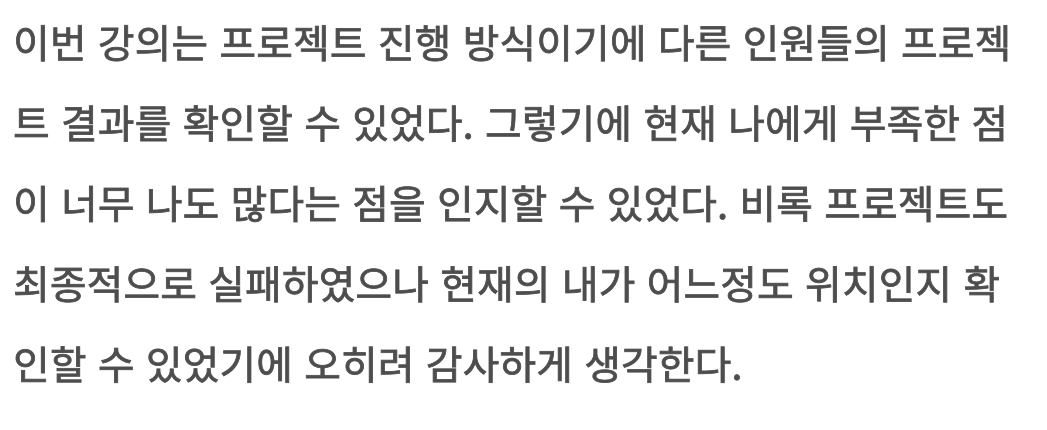 이번 강의는 프로젝트 진행 방식이기에 다른 인원들의 프로젝
트 결과를 확인할 수 있었다. 그렇기에 현재 나에게 부족한 점
이 너무 나도 많다는 점을 인지할 수 있었다. 비록 프로젝트도
최종적으로 실패하였으나 현재의 내가 어느정도 위치인지 확
인할 수 있었기에 오히려 감사하게 생각한다.